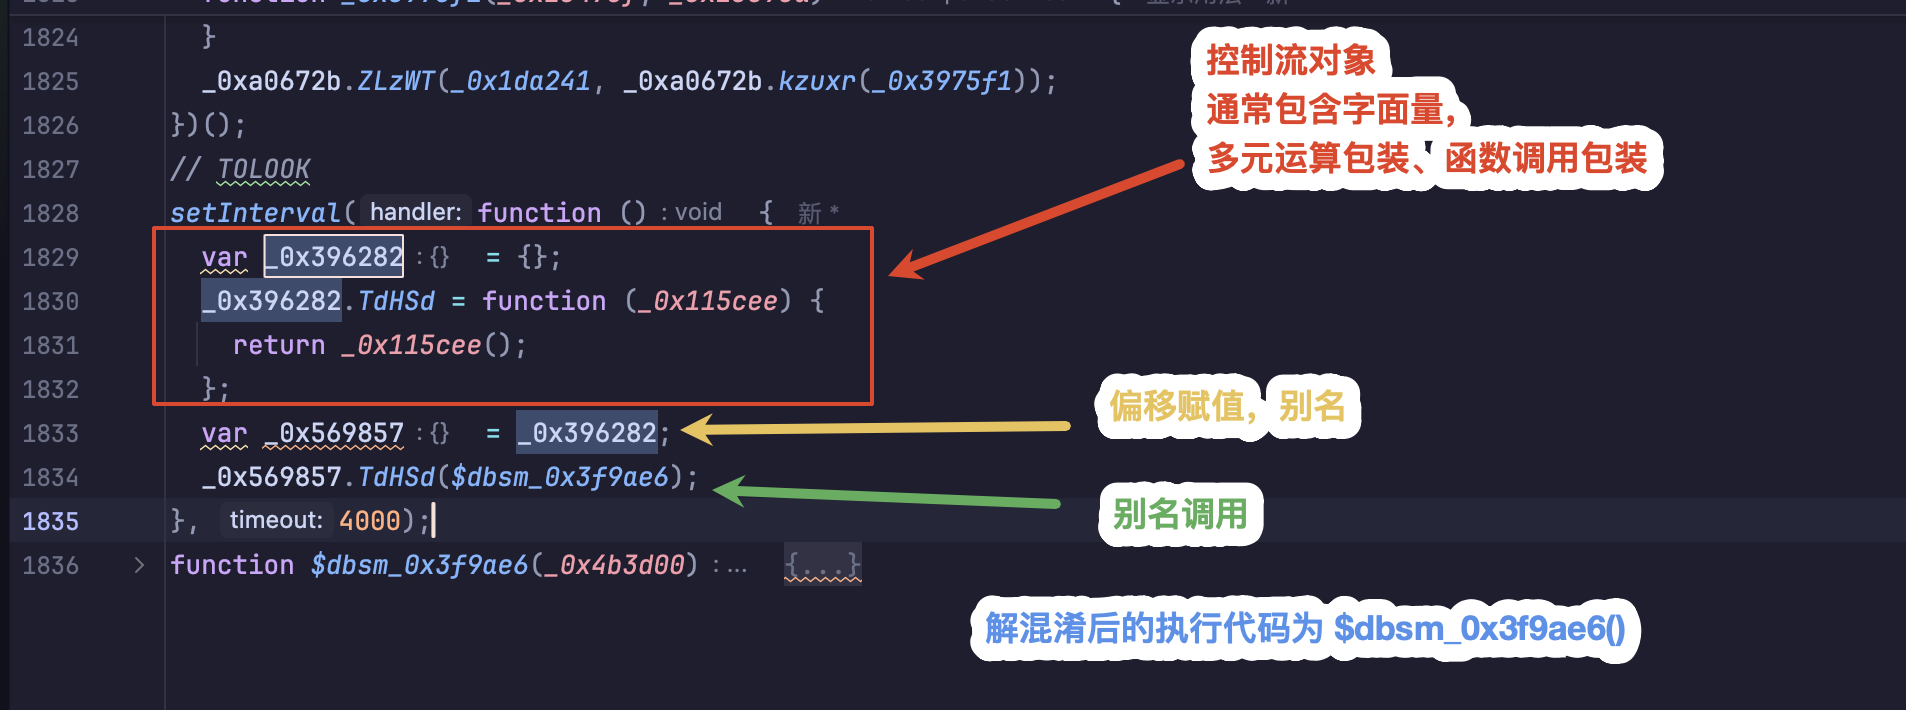 1824 }
1825 _0xa0672b.ZLzWT(_0x1da241, _0xa0672b.kzuxr(_0x3975f1));
1826 })();
1827 // TOLOOK
1828 setInterval( handler: function () : void { 新 *
1829 var _0x396282 : {} = {};
1830 _0x396282.TdHSd = function (_0x115cee) {
1831 return _0x115cee();
1832 };
1833 var _0x569857 : {} = _0x396282;
1834 _0x569857.TdHSd($dbsm_0x3f9ae6);
1835 }, timeout: 4000);
1836 function $dbsm_0x3f9ae6(_0x4b3d00) : ... {...}
控制流对象
通常包含字面量,
多元运算包装、函数调用包装
偏移赋值，别名
别名调用
解混淆后的执行代码为 $dbsm_0x3f9ae6()